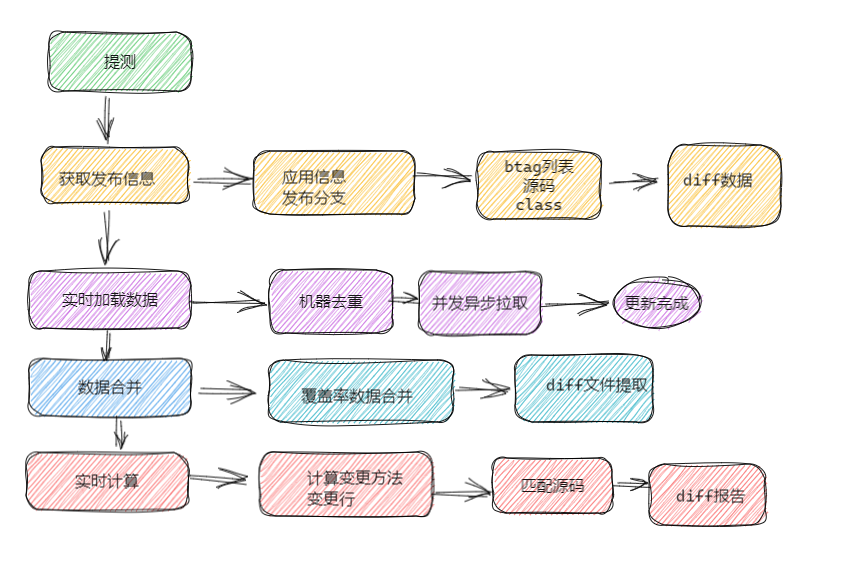 提测
获取发布信息
应用信息
发布分支
btag列表
源码
class
diff数据
实时加载数据
机器去重
并发异步拉取
更新完成
数据合并
覆盖率数据合并
diff文件提取
实时计算
计算变更方法
变更行
匹配源码
diff报告